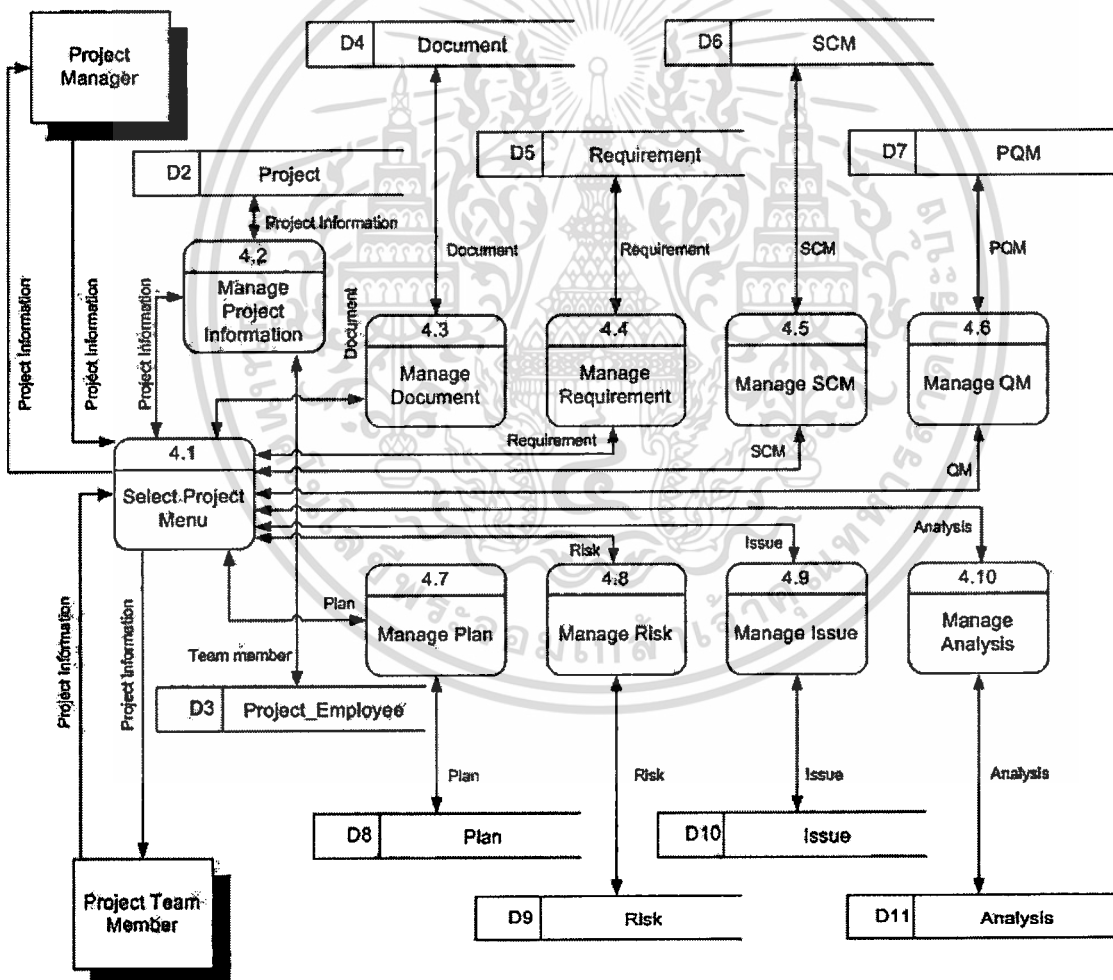 Project
Manager
D4 Document
D6 SCM
D2 Project
D5 Requirement
D7 PQM
Project Information
Document
Requirement
SCM
PQM
4.2
Manage
Project
Information
4.3
Manage
Document
4.4
Manage
Requirement
4.5
Manage SCM
4.6
Manage QM
Project Information
Project Information
Project Information
Document
Requirement
SCM
QM
4.1
Select Project
Menu
Analysis
Issue
Risk
Plan
Team member
4.7
Manage Plan
4.8
Manage Risk
4.9
Manage Issue
4.10
Manage
Analysis
Project Information
Project Information
D3 Project_Employee
Plan
Risk
Issue
Analysis
D8 Plan
D10 Issue
Project Team
Member
D9 Risk
D11 Analysis